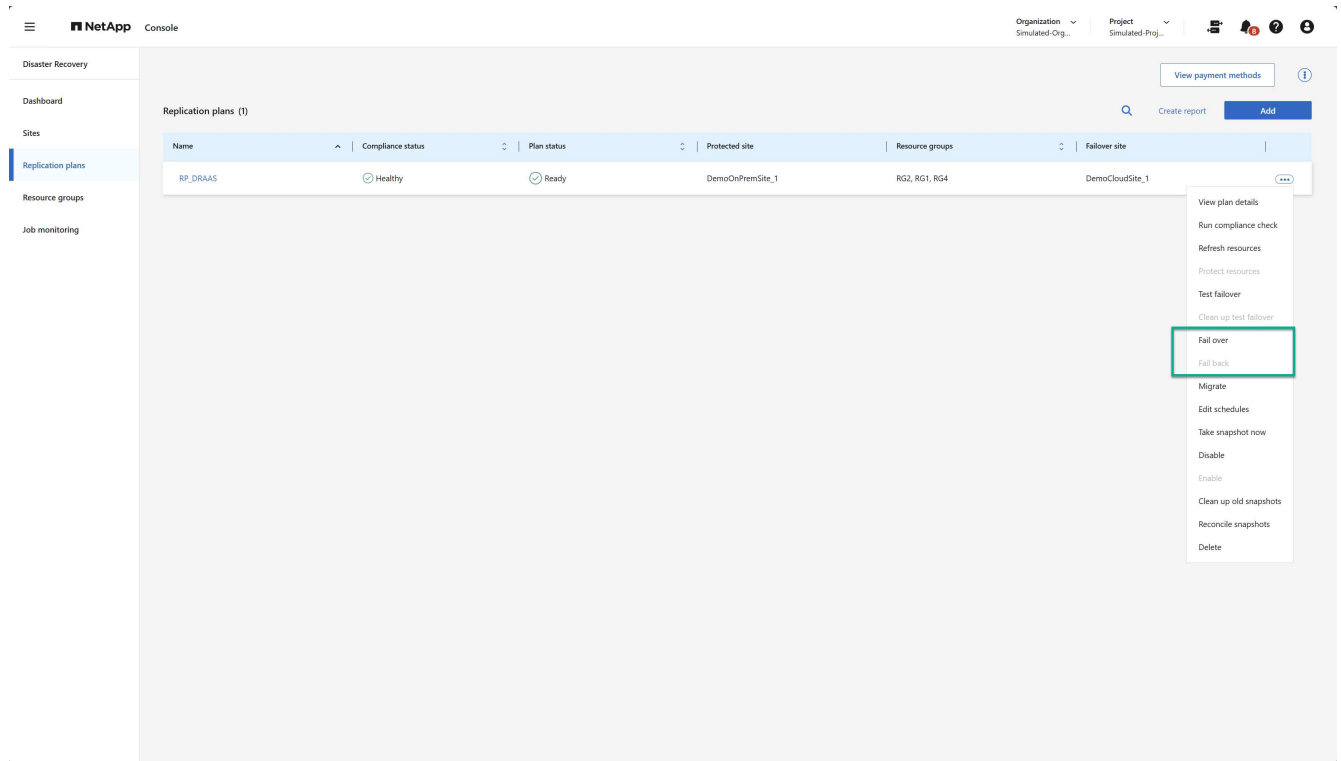 NetApp Console
Organization
Simulated-Org...
Project
Simulated-Proj...
8
Disaster Recovery
Dashboard
Sites
Replication plans
Resource groups
Job monitoring
View payment methods
Replication plans (1)
Create report
Add
Name
Compliance status
Plan status
Protected site
Resource groups
Failover site
RP_DRAAS
Healthy
Ready
DemoOnPremSite_1
RG2, RG1, RG4
DemoCloudSite_1
View plan details
Run compliance check
Refresh resources
Protect resources
Test failover
Clean up test failover
Fail over
Fail back
Migrate
Edit schedules
Take snapshot now
Disable
Enable
Clean up old snapshots
Reconcile snapshots
Delete